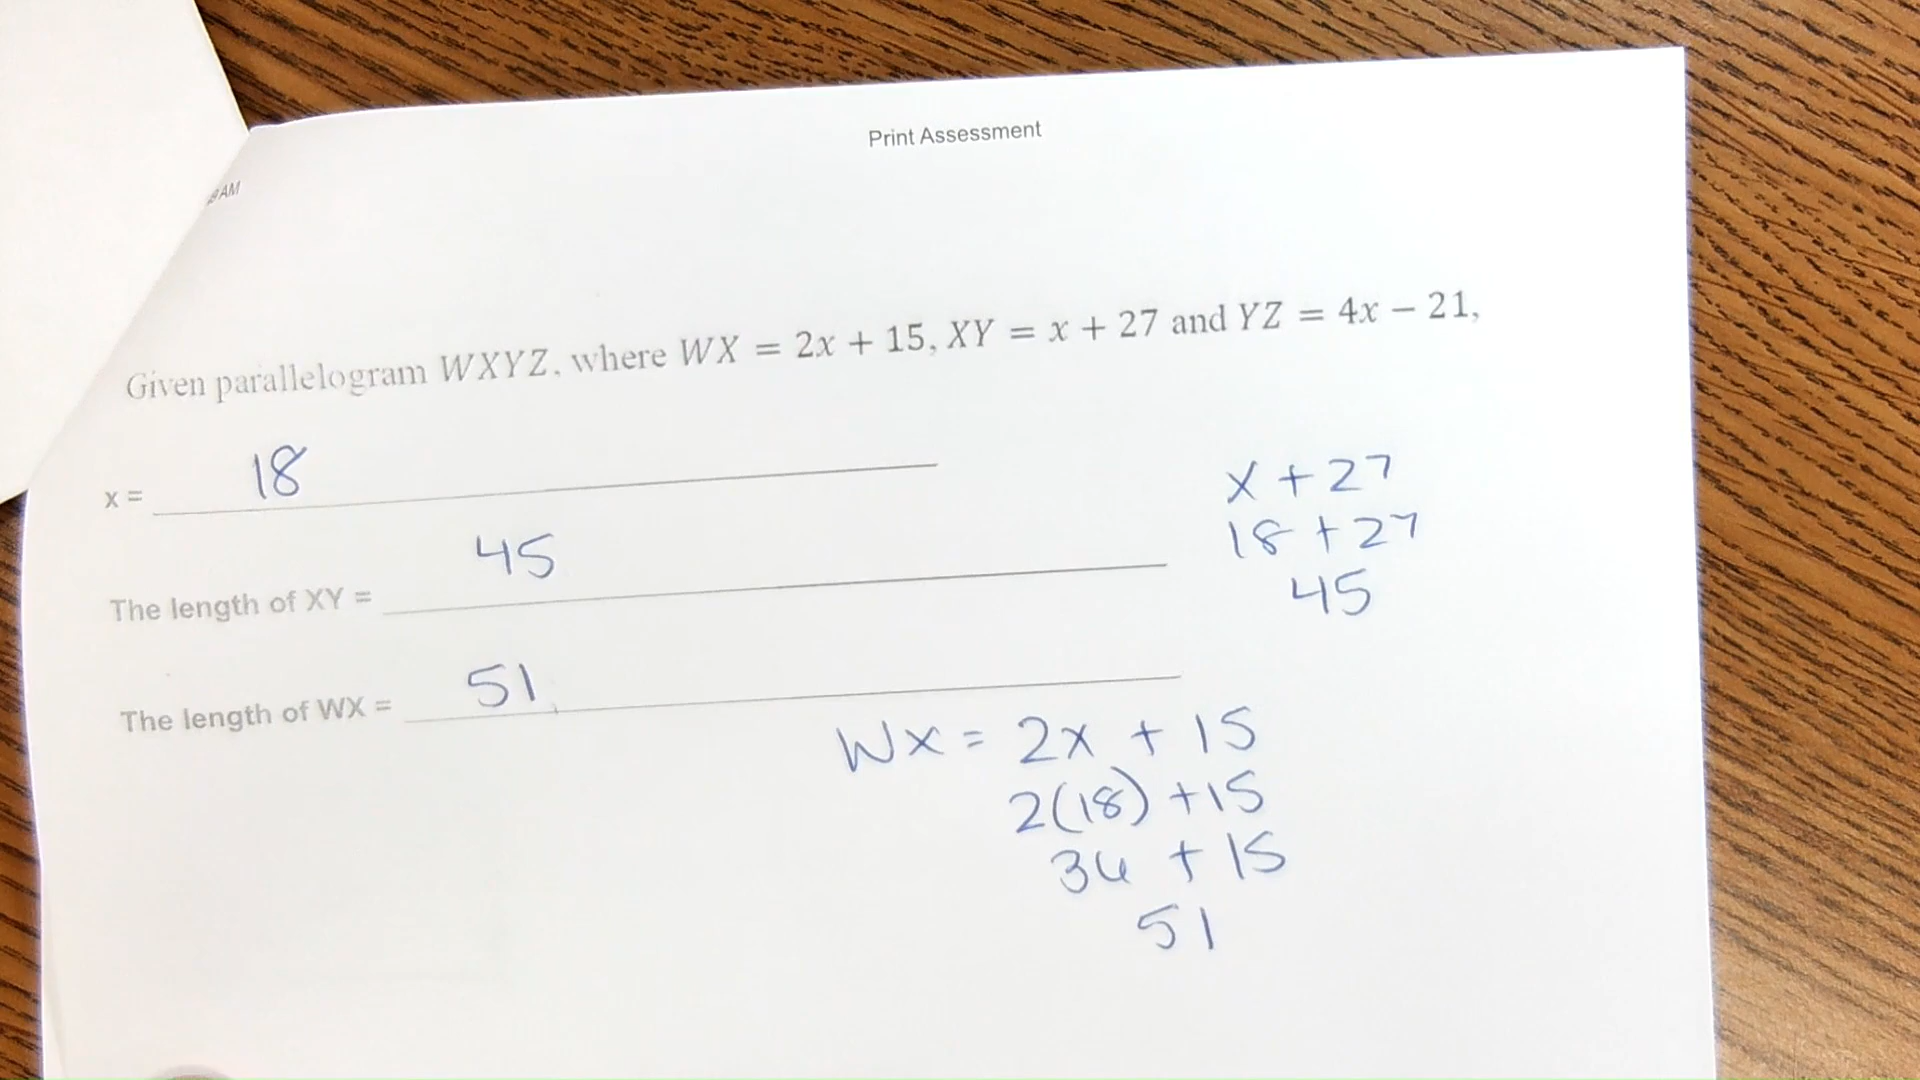 Print Assessment
AM
Given parallelogram WXYZ, where WX = 2x + 15, XY = x + 27 and YZ = 4x − 21,
x = 18
x + 27
18 + 27
45
The length of XY = 45
The length of WX = 51
Wx = 2x + 15
2(18) + 15
36 + 15
51